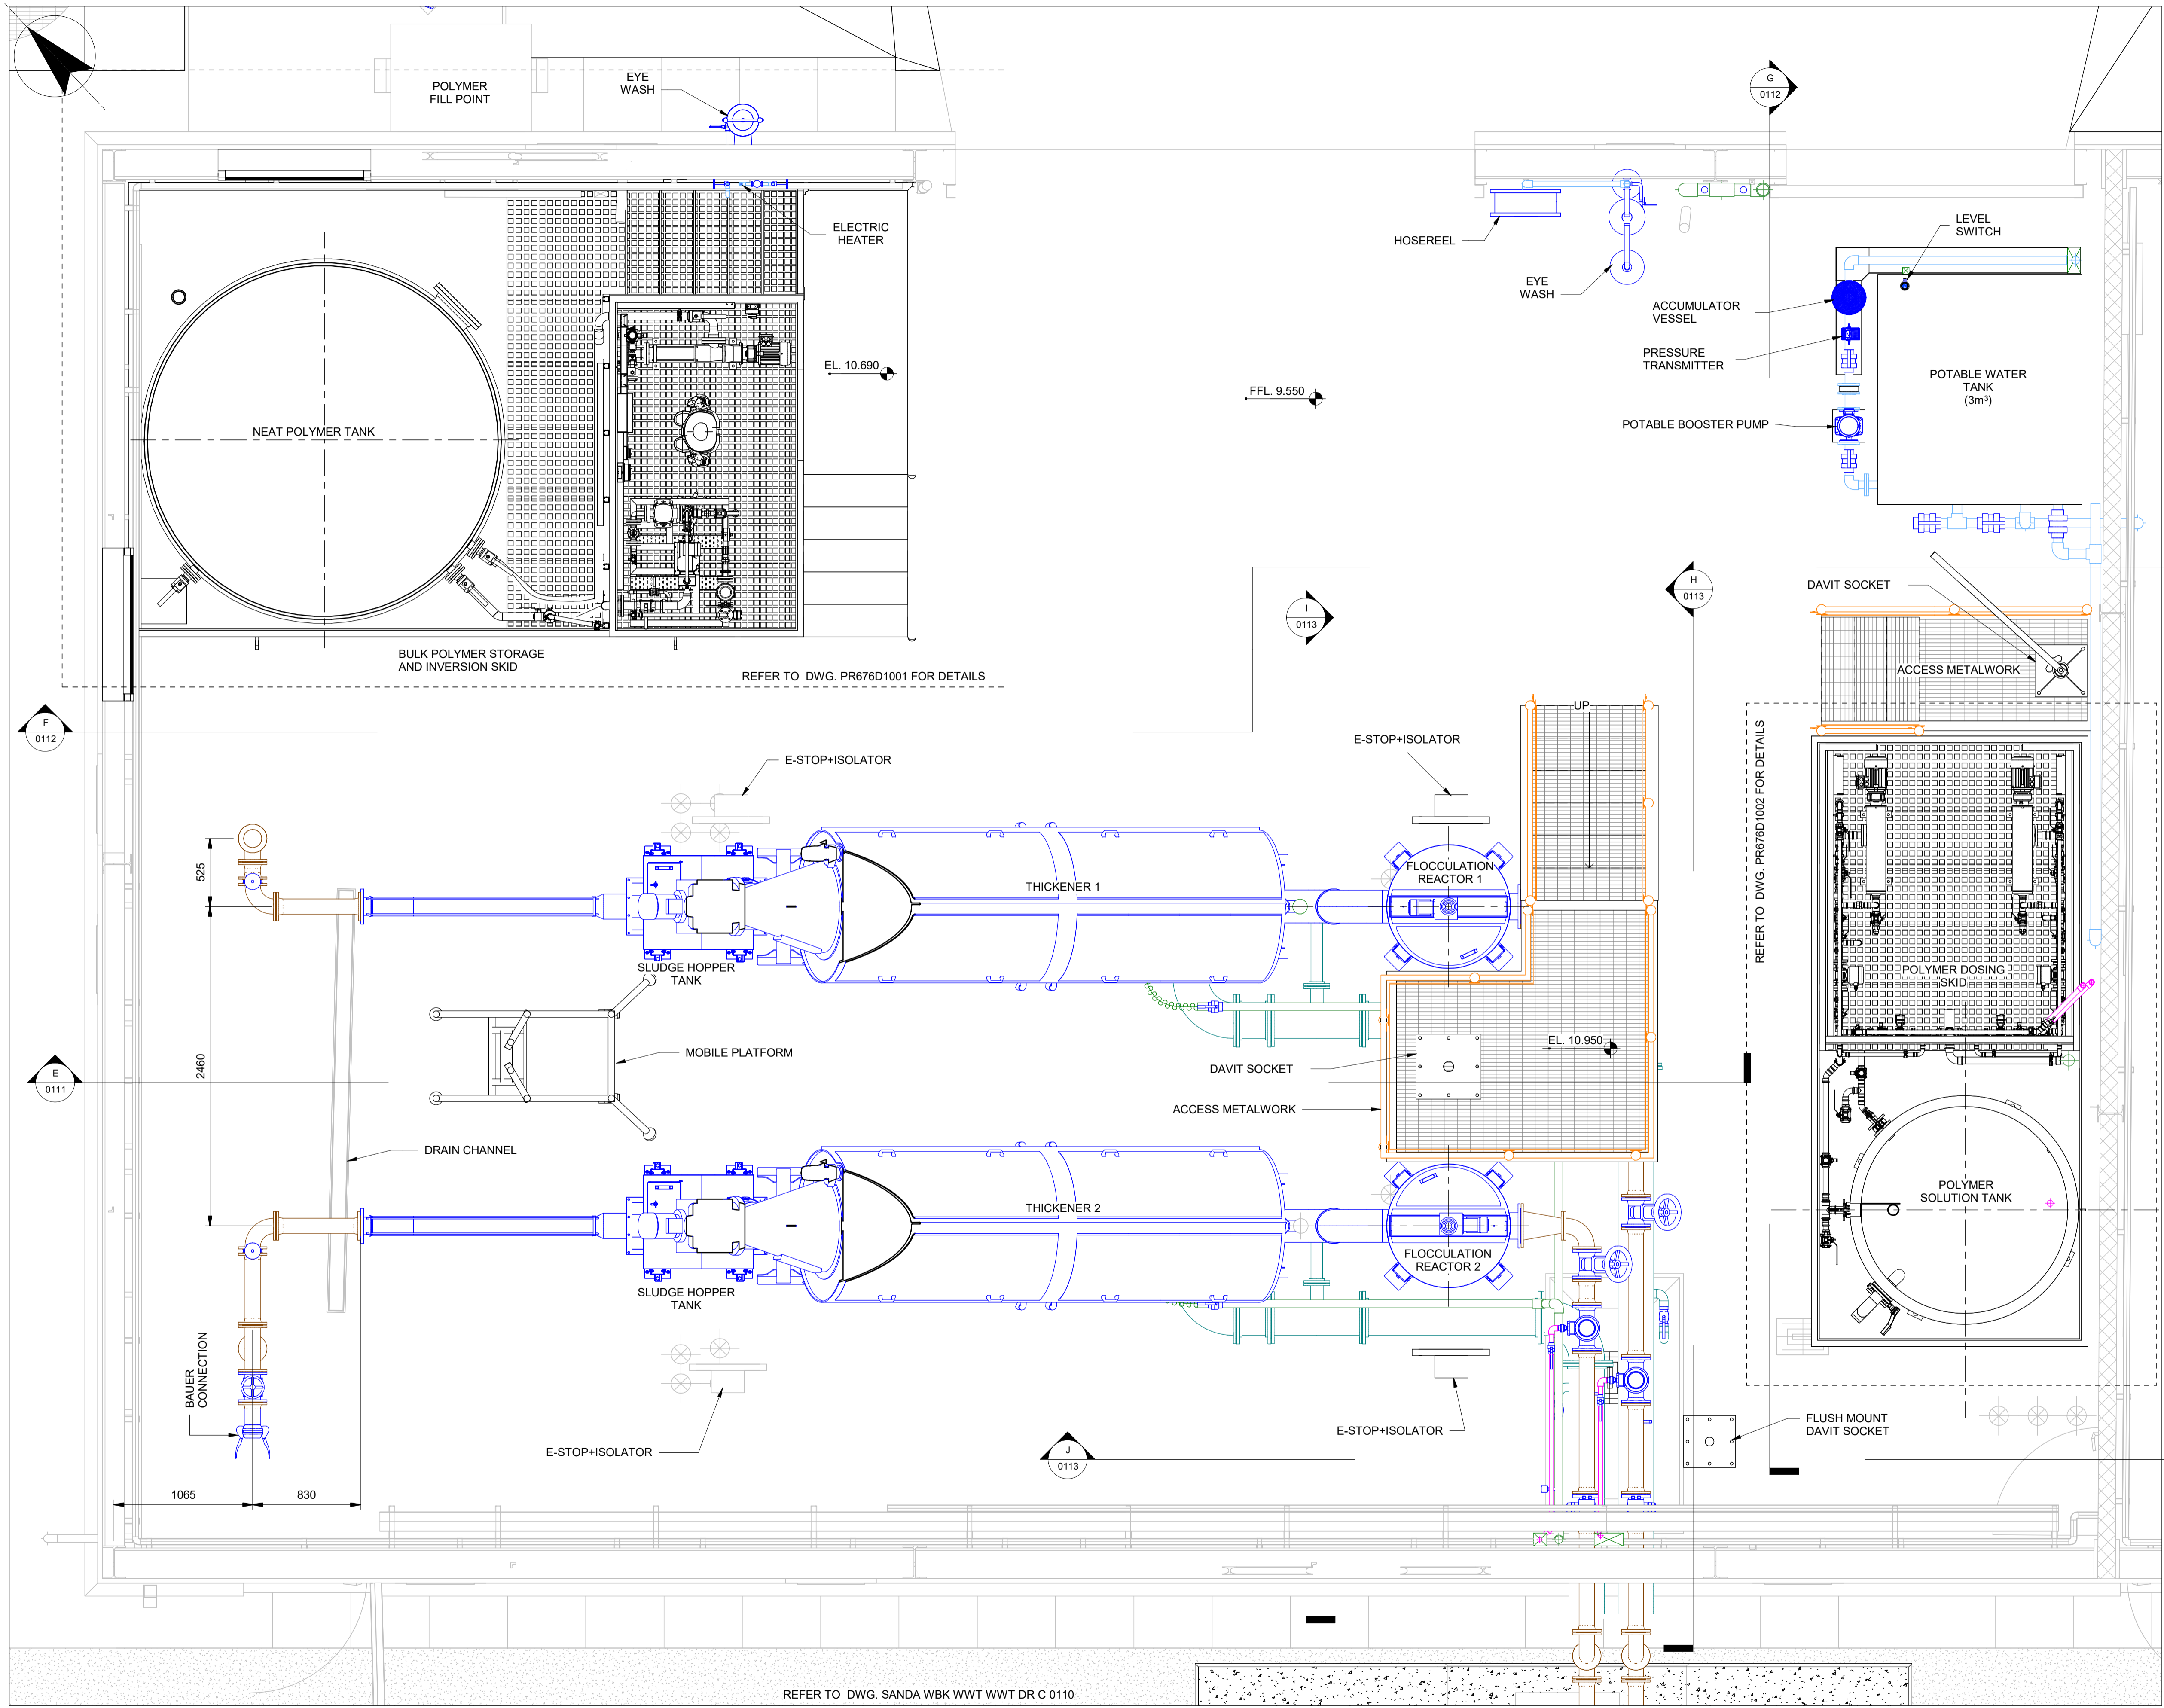 POLYMER
FILL POINT
EYE
WASH
G
0112
ELECTRIC
HEATER
HOSEREEL
EYE
WASH
LEVEL
SWITCH
ACCUMULATOR
VESSEL
PRESSURE
TRANSMITTER
POTABLE WATER
TANK
(3m³)
POTABLE BOOSTER PUMP
EL. 10.690
FFL. 9.550
NEAT POLYMER TANK
BULK POLYMER STORAGE
AND INVERSION SKID
REFER TO DWG. PR676D1001 FOR DETAILS
I
0113
H
0113
DAVIT SOCKET
ACCESS METALWORK
F
0112
E-STOP+ISOLATOR
E-STOP+ISOLATOR
UP
REFER TO DWG. PR676D1002 FOR DETAILS
525
THICKENER 1
FLOCCULATION
REACTOR 1
SLUDGE HOPPER
TANK
POLYMER DOSING
SKID
2460
MOBILE PLATFORM
EL. 10.950
DAVIT SOCKET
E
0111
ACCESS METALWORK
DRAIN CHANNEL
THICKENER 2
FLOCCULATION
REACTOR 2
SLUDGE HOPPER
TANK
POLYMER
SOLUTION TANK
BAUER
CONNECTION
E-STOP+ISOLATOR
E-STOP+ISOLATOR
FLUSH MOUNT
DAVIT SOCKET
J
0113
1065
830
REFER TO DWG. SANDA WBK WWT WWT DR C 0110